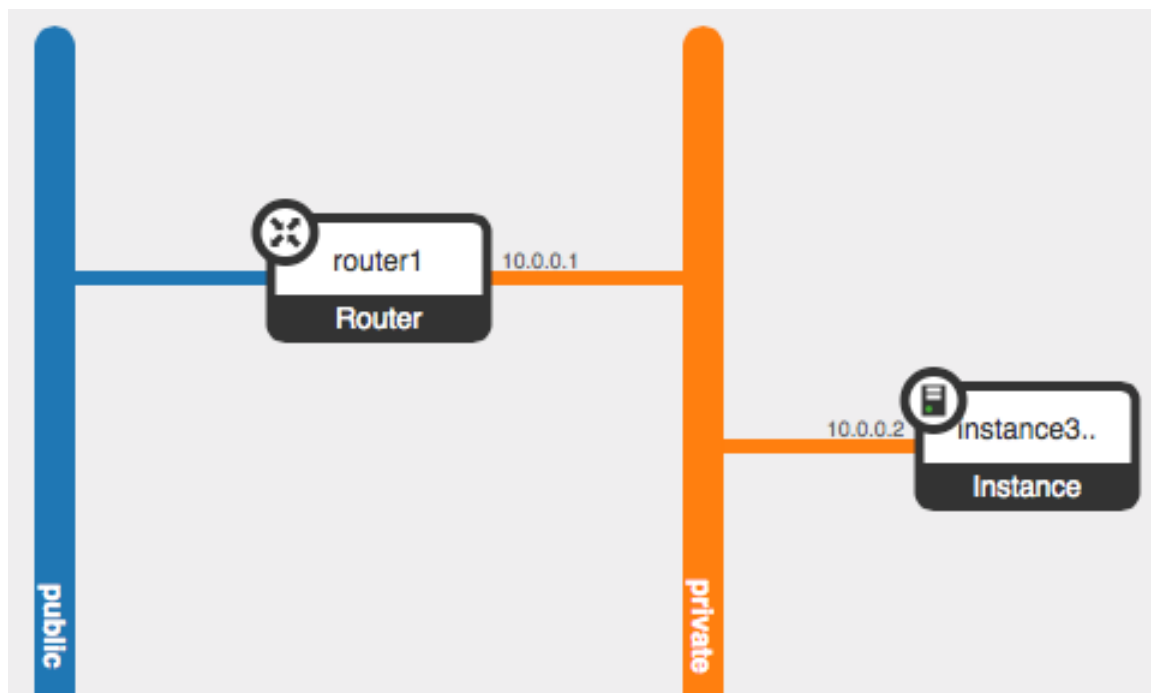 router1
10.0.0.1
Router
10.0.0.2
instance3..
Instance
public
private